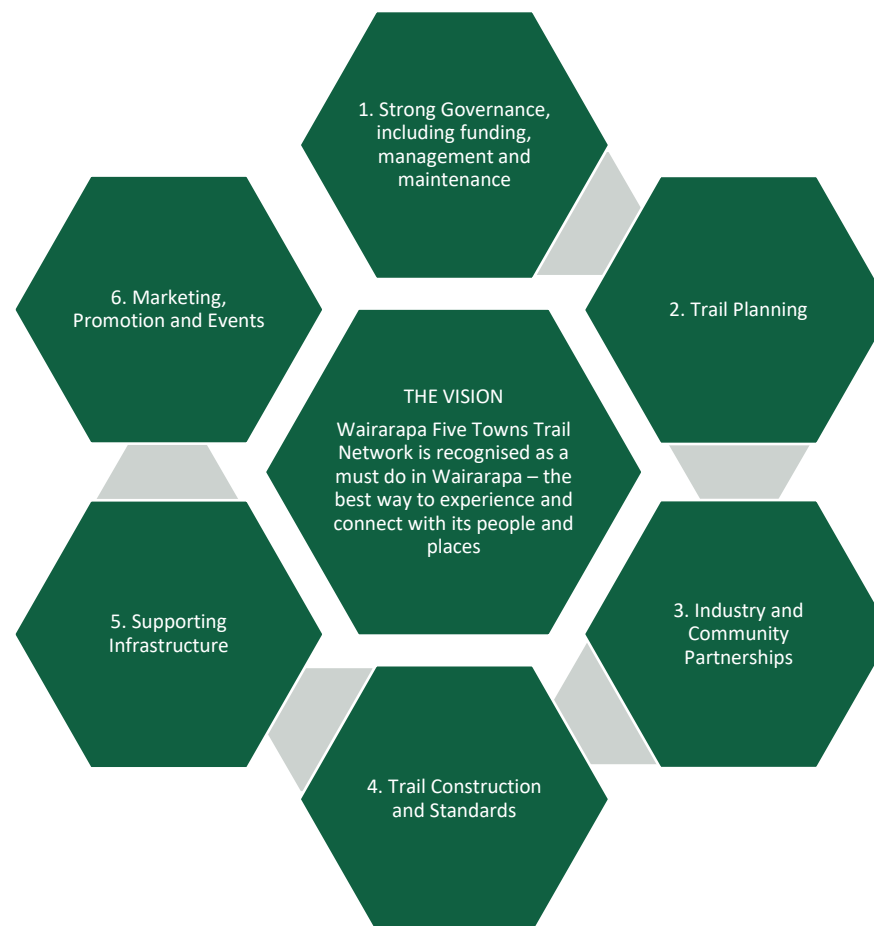 1. Strong Governance,
including funding,
management and
maintenance
2. Trail Planning
3. Industry and
Community
Partnerships
4. Trail Construction
and Standards
5. Supporting
Infrastructure
6. Marketing,
Promotion and Events
THE VISION
Wairarapa Five Towns Trail
Network is recognised as a
must do in Wairarapa – the
best way to experience and
connect with its people and
places